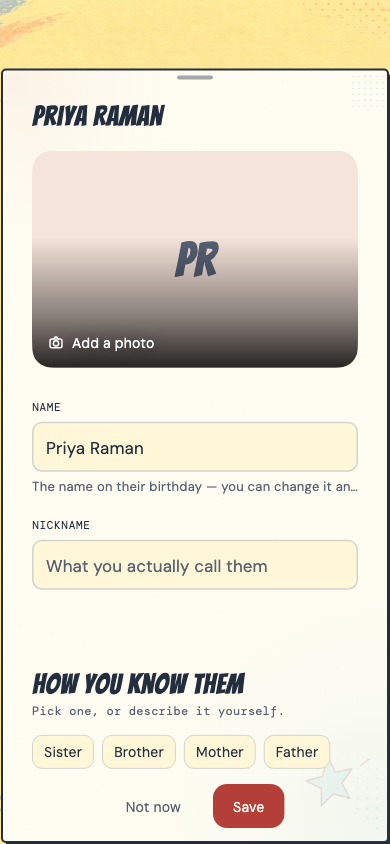 PRIYA RAMAN
PR
Add a photo
NAME
Priya Raman
The name on their birthday — you can change it an…
NICKNAME
What you actually call them
HOW YOU KNOW THEM
Pick one, or describe it yourself.
Sister Brother Mother Father
Not now Save